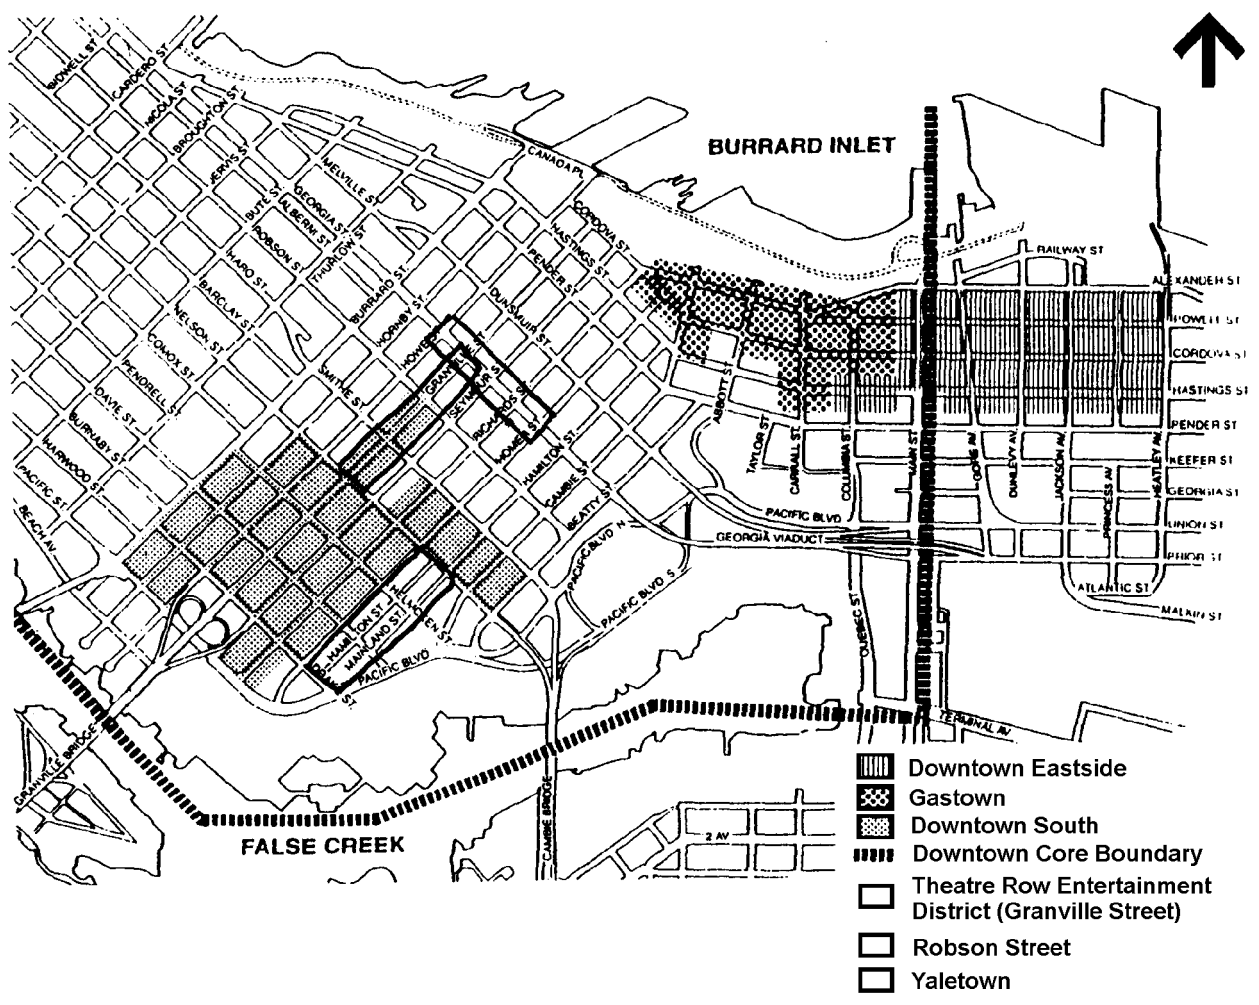 BIDWELL ST
CARDERO ST
NICOLA ST
BROUGHTON ST
JERVIS ST
BUTE ST
MELVILLE ST
GEORGIA ST
ALBERNI ST
ROBSON ST
THURLOW ST
HARO ST
BARCLAY ST
NELSON ST
COMOX ST
PENDRELL ST
DAVIE ST
BURNABY ST
HARWOOD ST
PACIFIC ST
BEACH AV
BURRARD ST
HORNBY ST
SMITHE ST
CANADA PL
CORDOVA ST
HASTINGS ST
PENDER ST
DUNSMUIR ST
BURRARD INLET
RICHARDS ST
HOMER ST
HAMILTON ST
CAMBIE ST
BEATTY ST
ABBOTT ST
TAYLOR ST
CARRALL ST
COLUMBIA ST
MAIN ST
GORE AV
DUNLEVY AV
JACKSON AV
PRINCESS AV
HEATLEY AV
RAILWAY ST
ALEXANDER ST
POWELL ST
CORDOVA ST
HASTINGS ST
PENDER ST
KEEFER ST
GEORGIA ST
UNION ST
PRIOR ST
ATLANTIC ST
MALKIN ST
PACIFIC BLVD
GEORGIA VIADUCT
PACIFIC BLVD N
PACIFIC BLVD S
HAMILTON ST
MAINLAND ST
PACIFIC BLVD
QUEBEC ST
TERMINAL AV
GRANVILLE BRIDGE
CAMBIE BRIDGE
FALSE CREEK
2 AV
Downtown Eastside
Gastown
Downtown South
Downtown Core Boundary
Theatre Row Entertainment
District (Granville Street)
Robson Street
Yaletown